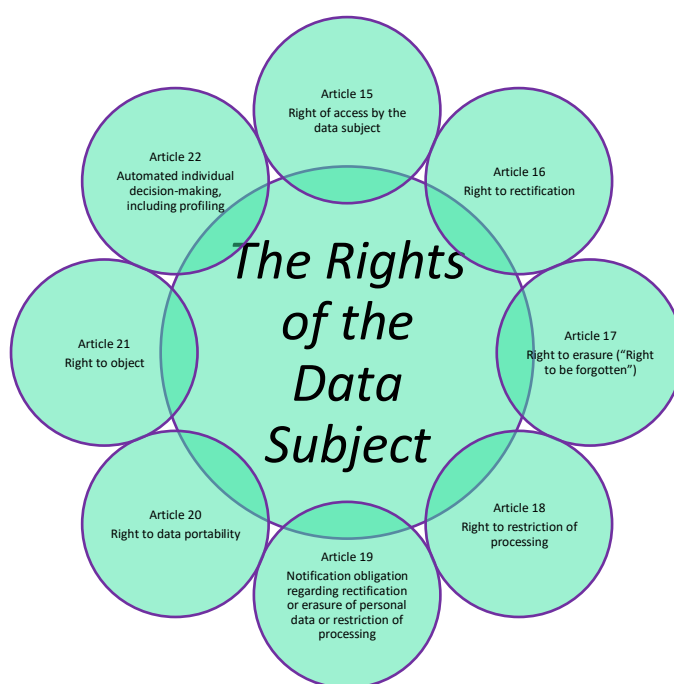 The Rights
of the
Data
Subject
Article 15
Right of access by the
data subject
Article 16
Right to rectification
Article 17
Right to erasure (“Right
to be forgotten”)
Article 18
Right to restriction of
processing
Article 19
Notification obligation
regarding rectification
or erasure of personal
data or restriction of
processing
Article 20
Right to data portability
Article 21
Right to object
Article 22
Automated individual
decision-making,
including profiling